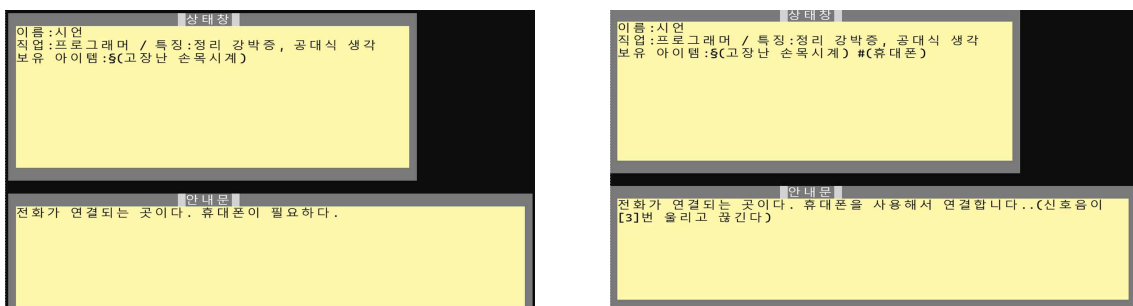 상태창
이름:시언
직업:프로그래머 / 특징:정리 강박증, 공대식 생각
보유 아이템:§(고장난 손목시계)
안내문
전화가 연결되는 곳이다. 휴대폰이 필요하다.
상태창
이름:시언
직업:프로그래머 / 특징:정리 강박증, 공대식 생각
보유 아이템:§(고장난 손목시계) #(휴대폰)
안내문
전화가 연결되는 곳이다. 휴대폰을 사용해서 연결합니다..(신호음이
[3]번 울리고 끊긴다)